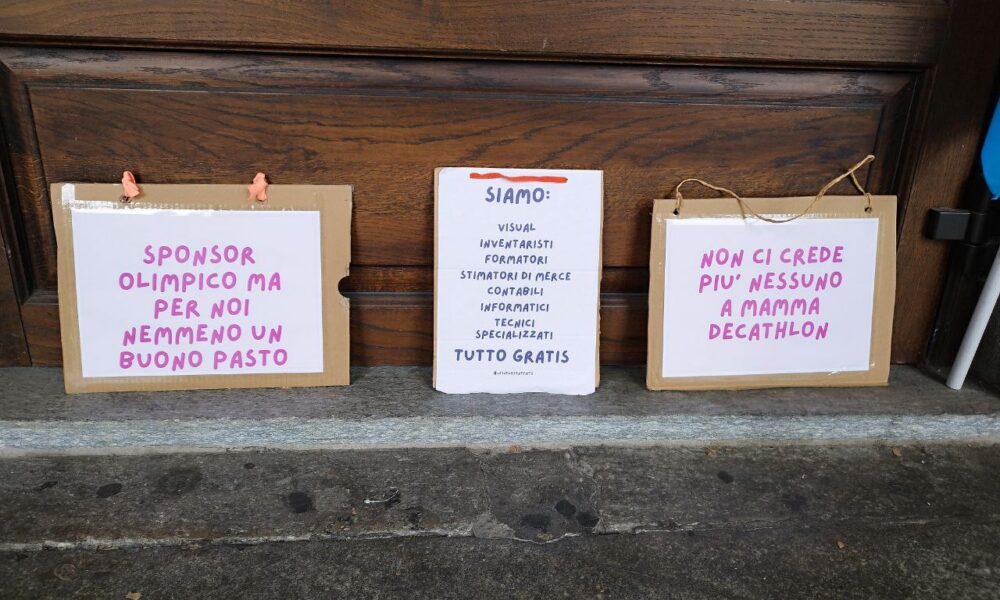 SPONSOR
OLIMPICO MA
PER NOI
NEMMENO UN
BUONO PASTO
SIAMO:
VISUAL
INVENTARISTI
FORMATORI
STIMATORI DI MERCE
CONTABILI
INFORMATICI
TECNICI
SPECIALIZZATI
TUTTO GRATIS
NON CI CREDE
PIU' NESSUNO
A MAMMA
DECATHLON